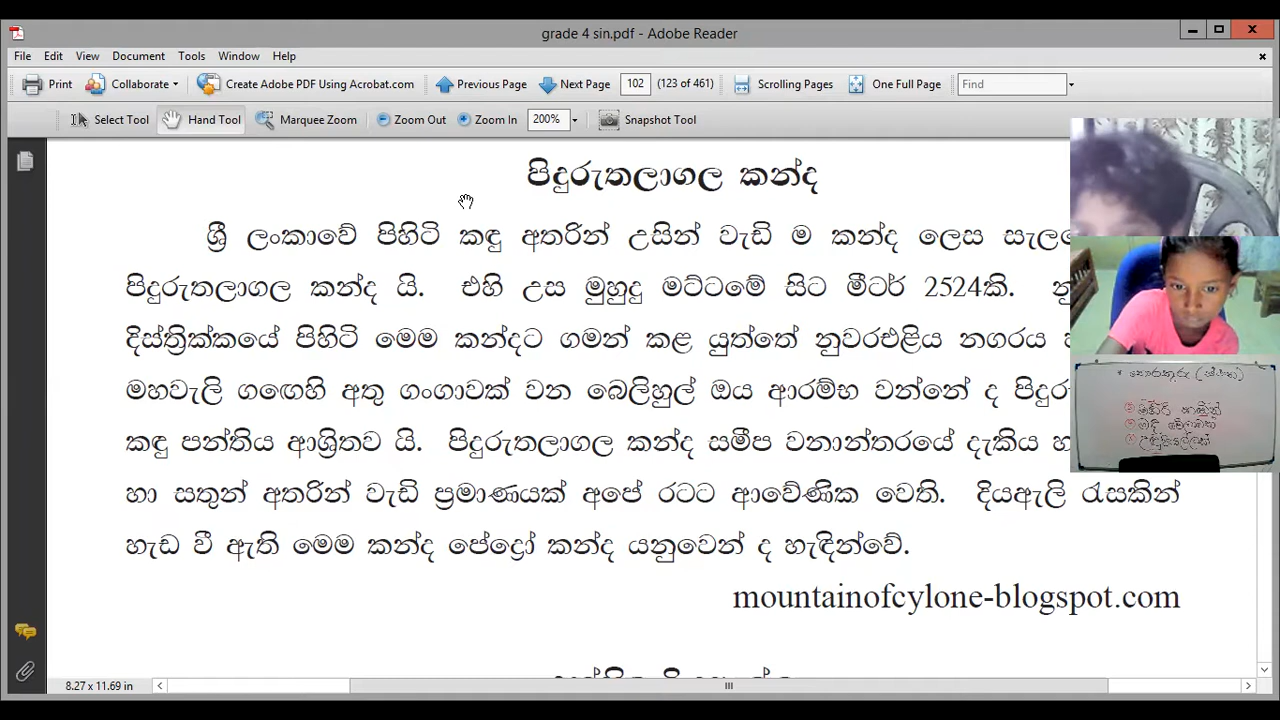 grade 4 sin.pdf - Adobe Reader
File Edit View Document Tools Window Help
Print Collaborate Create Adobe PDF Using Acrobat.com Previous Page Next Page 102 (123 of 461) Scrolling Pages One Full Page Find
Select Tool Hand Tool Marquee Zoom Zoom Out Zoom In 200% Snapshot Tool
පිදුරුතලාගල කන්ද
ශ්‍රී ලංකාවේ පිහිටි කඳු අතරින් උසින් වැඩි ම කන්ද ලෙස
පිදුරුතලාගල කන්ද යි. එහි උස මුහුදු මට්ටමේ සිට මීටර් 2524කි.
දිස්ත්‍රික්කයේ පිහිටි මෙම කන්දට ගමන් කළ යුත්තේ නුවරඑළිය නගරය
මහවැලි ගඟෙහි අතු ගංගාවක් වන බෙලිහුල් ඔය ආරම්භ වන්නේ ද
කඳු පන්තිය ආශ්‍රිතව යි. පිදුරුතලාගල කන්ද සමීප වනාන්තරයේ දැකිය
හා සතුන් අතරින් වැඩි ප්‍රමාණයක් අපේ රටට ආවේණික වෙති. දියඇලි රැසකින්
හැඩ වී ඇති මෙම කන්ද පේද්‍රෝ කන්ද යනුවෙන් ද හැඳින්වේ.
mountainofcylone-blogspot.com
8.27 x 11.69 in